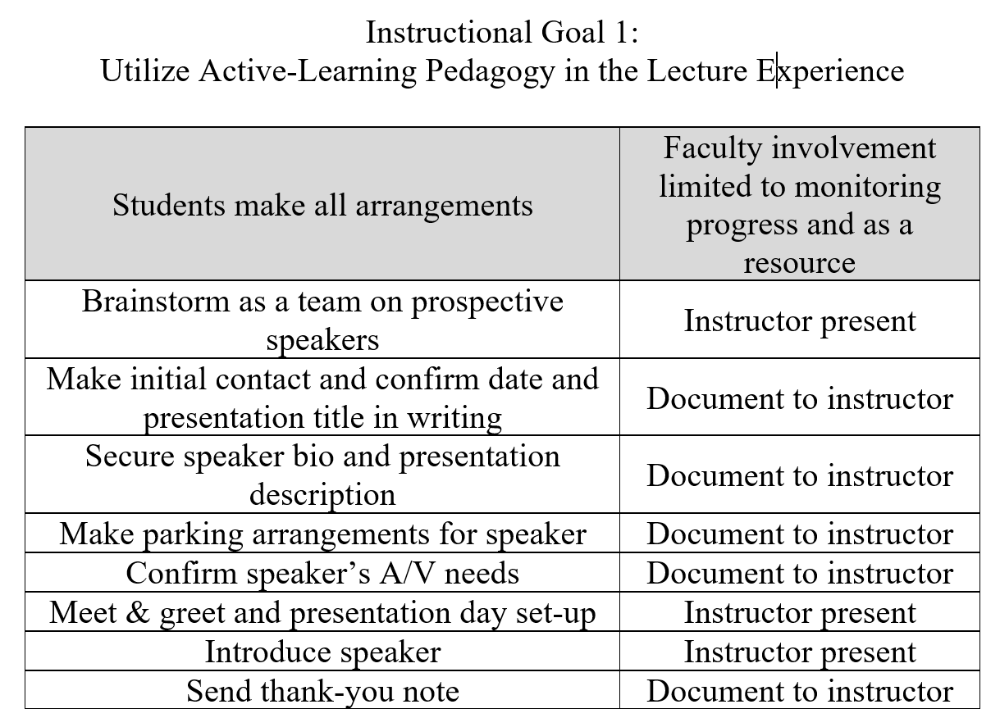 Instructional Goal 1:
Utilize Active-Learning Pedagogy in the Lecture Experience
Students make all arrangements
Faculty involvement
limited to monitoring
progress and as a
resource
Brainstorm as a team on prospective
speakers
Instructor present
Make initial contact and confirm date and
presentation title in writing
Document to instructor
Secure speaker bio and presentation
description
Document to instructor
Make parking arrangements for speaker
Document to instructor
Confirm speaker’s A/V needs
Document to instructor
Meet & greet and presentation day set-up
Instructor present
Introduce speaker
Instructor present
Send thank-you note
Document to instructor